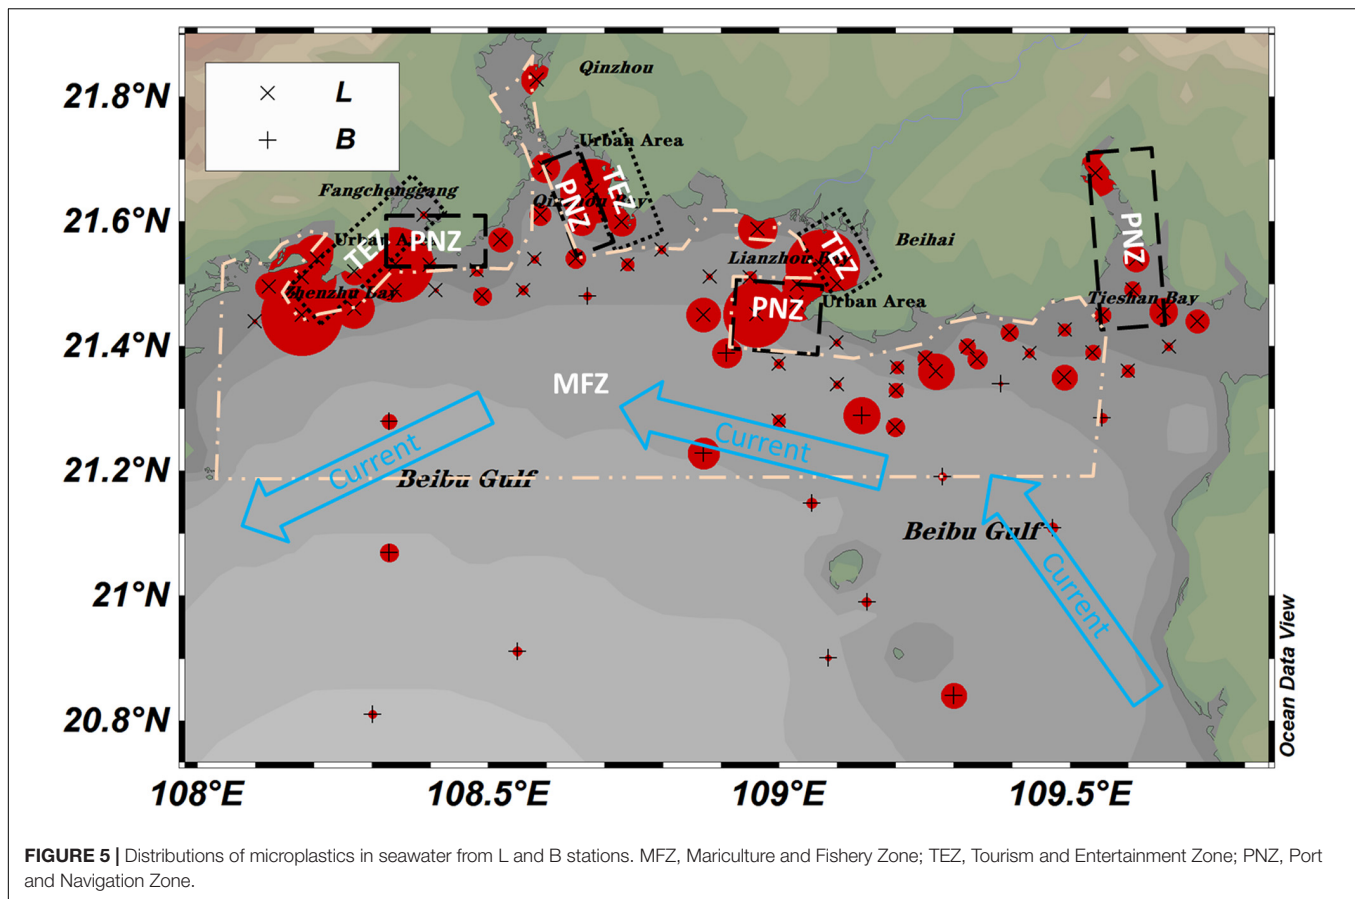 21.8°N
21.6°N
21.4°N
21.2°N
21°N
20.8°N
L
B
Qinzhou
Urban Area
Fangchenggang
Qinzhou Bay
PNZ
TEZ
Urban Area
TEZ
PNZ
Zhenzhu Bay
Lianzhou Bay
TEZ
Beihai
PNZ
Urban Area
PNZ
Tieshan Bay
MFZ
Current
Current
Beibu Gulf
Beibu Gulf
Current
Ocean Data View
108°E
108.5°E
109°E
109.5°E
FIGURE 5 | Distributions of microplastics in seawater from L and B stations. MFZ, Mariculture and Fishery Zone; TEZ, Tourism and Entertainment Zone; PNZ, Port
and Navigation Zone.